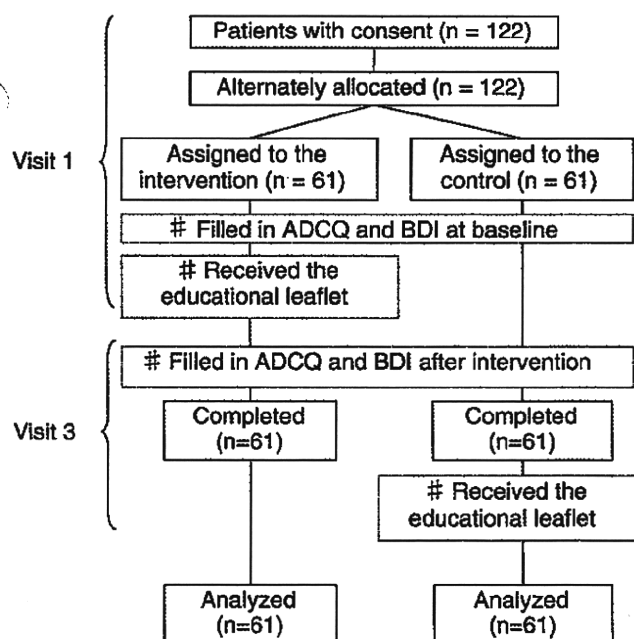 Patients with consent (n = 122)
Alternately allocated (n = 122)
Visit 1
Assigned to the
intervention (n = 61)
Assigned to the
control (n = 61)
# Filled in ADCQ and BDI at baseline
# Received the
educational leaflet
# Filled in ADCQ and BDI after intervention
Visit 3
Completed
(n=61)
Completed
(n=61)
# Received the
educational leaflet
Analyzed
(n=61)
Analyzed
(n=61)